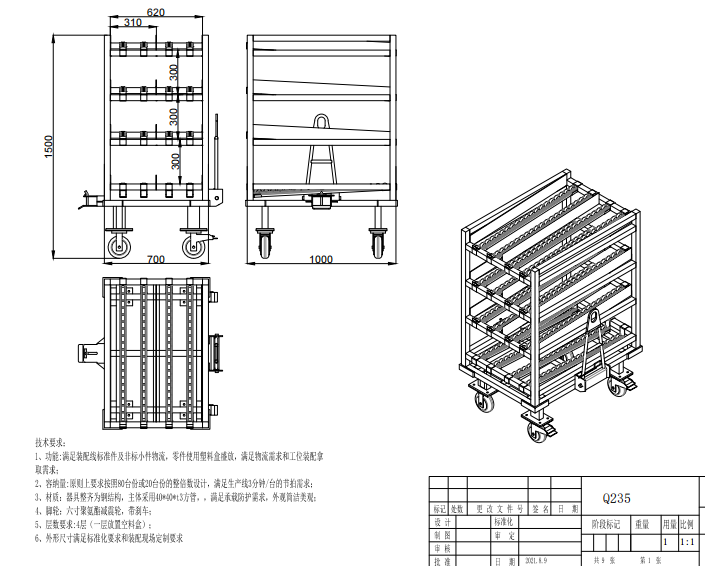 620
310
300
300
300
1500
700
1000
技术要求：
1、功能:满足装配线标准件及非标小件物流，零件使用塑料盒盛放，满足物流需求和工位装配拿
取需求；
2、容纳量:原则上要求按照80台份或20台份的整倍数设计，满足生产线3分钟/台的节拍需求；
3、材质：器具整齐为钢结构，主体采用40*40*t3方管，，满足承载防护需求，外观简洁美观；
4、脚轮：六寸聚氨酯减震轮，带刹车；
5、层数要求:4层（一层放置空料盒）；
6、外形尺寸满足标准化要求和装配现场定制要求
Q235
标记 处数 更 改 文 件 号 签 名 日 期
设 计 标准化 阶段标记 重量 用量 比例
制 图 审 定
1 1:1
审 核
批 准 日 期 2021.8.9 共 8 张 第 1 张